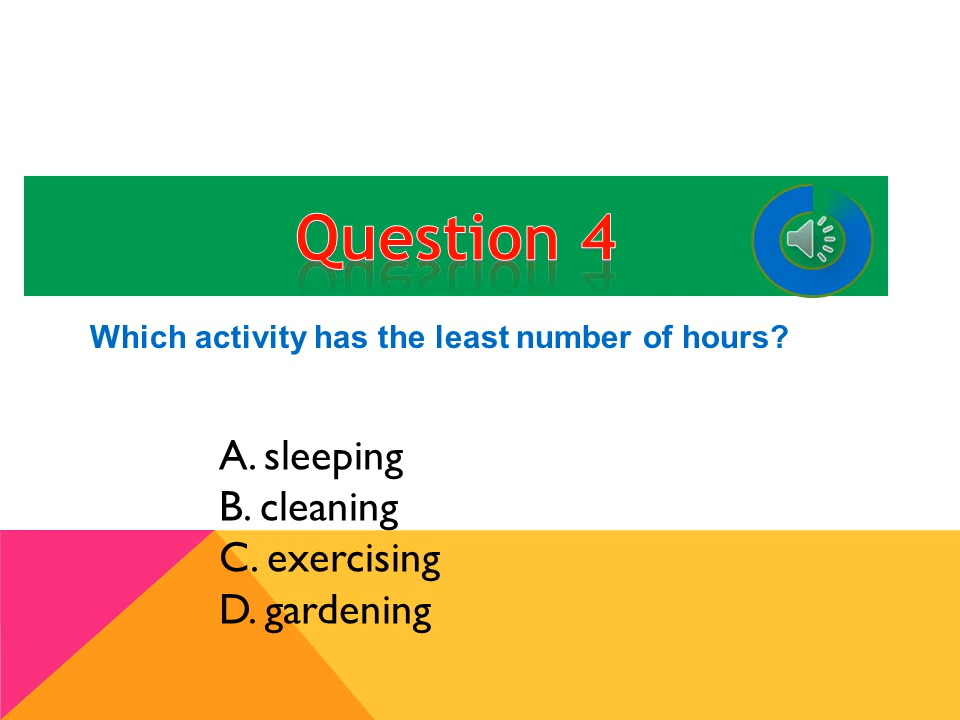 Question 4
Which activity has the least number of hours?
A. sleeping
B. cleaning
C. exercising
D. gardening